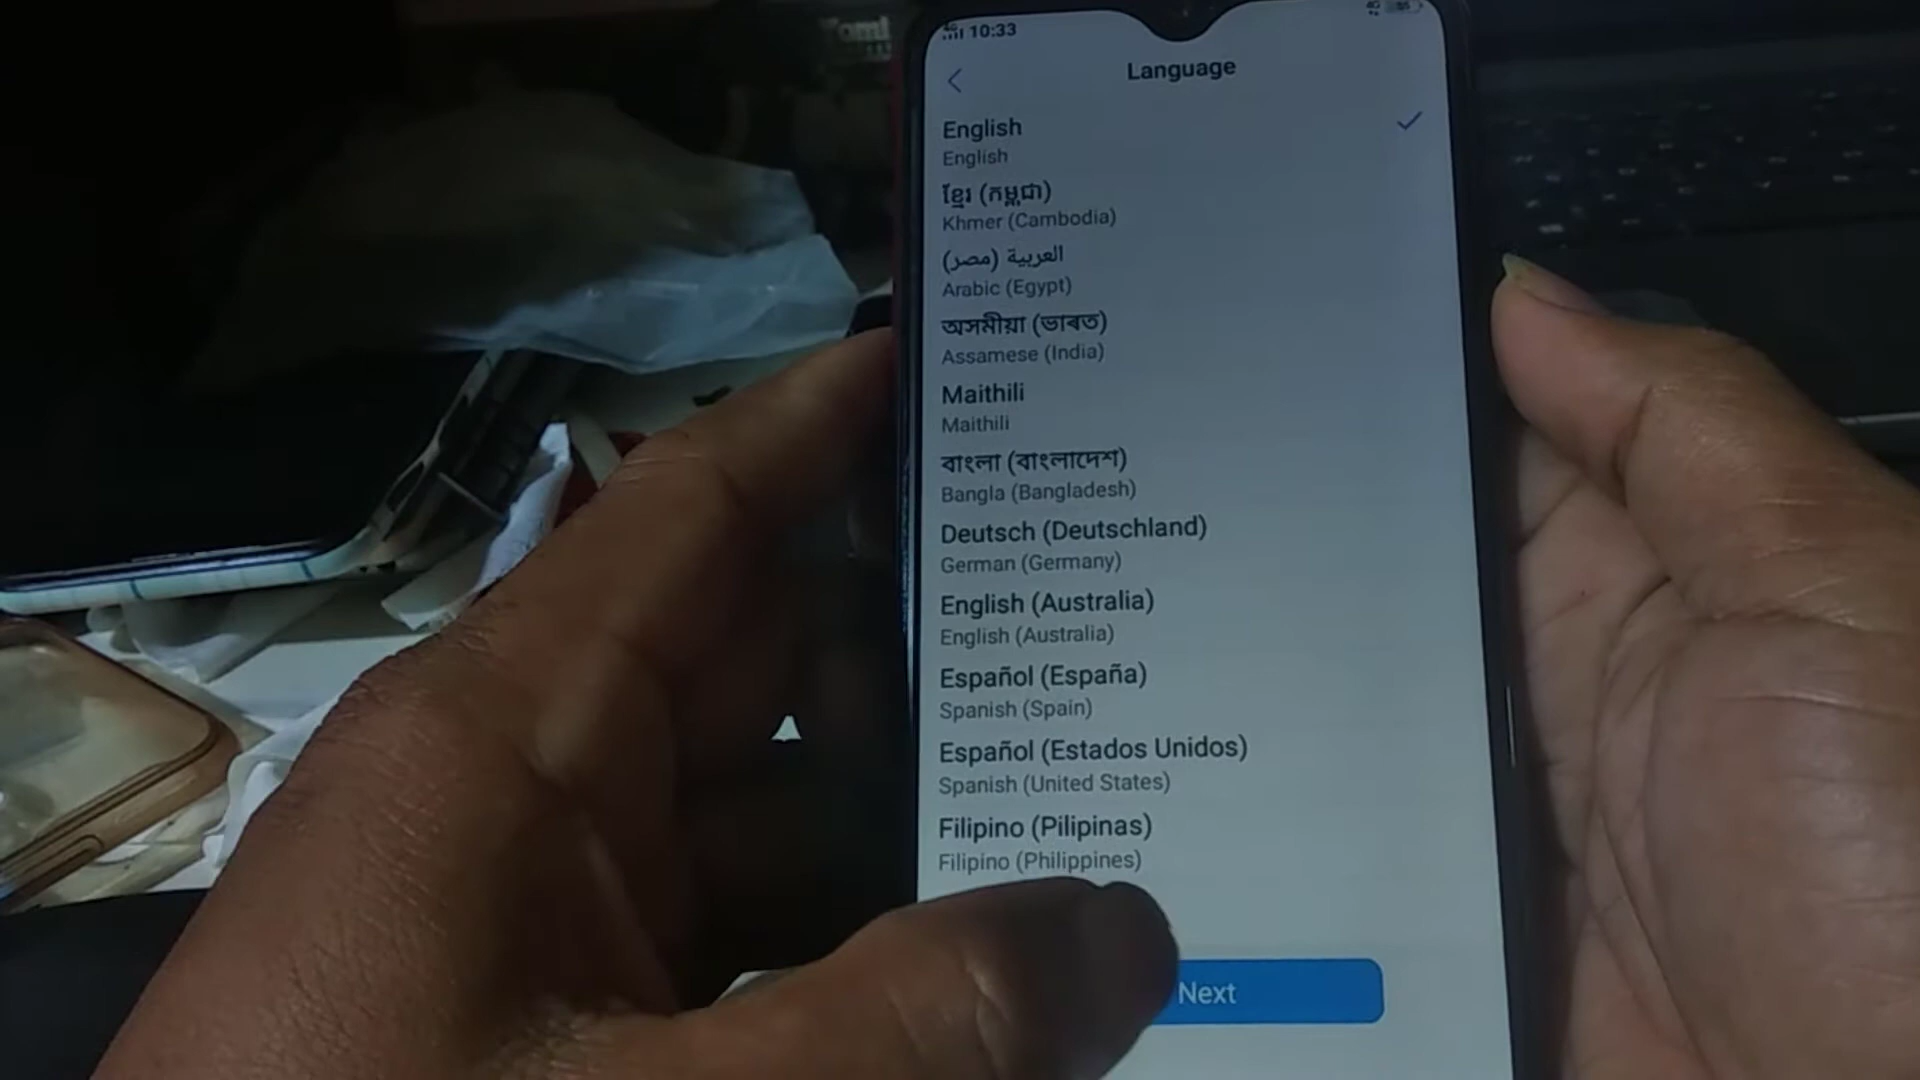 10:33
4G
Language
English
English
ខ្មែរ (កម្ពុជា)
Khmer (Cambodia)
العربية (مصر)
Arabic (Egypt)
অসমীয়া (ভাৰত)
Assamese (India)
Maithili
Maithili
বাংলা (বাংলাদেশ)
Bangla (Bangladesh)
Deutsch (Deutschland)
German (Germany)
English (Australia)
English (Australia)
Español (España)
Spanish (Spain)
Español (Estados Unidos)
Spanish (United States)
Filipino (Pilipinas)
Filipino (Philippines)
Next